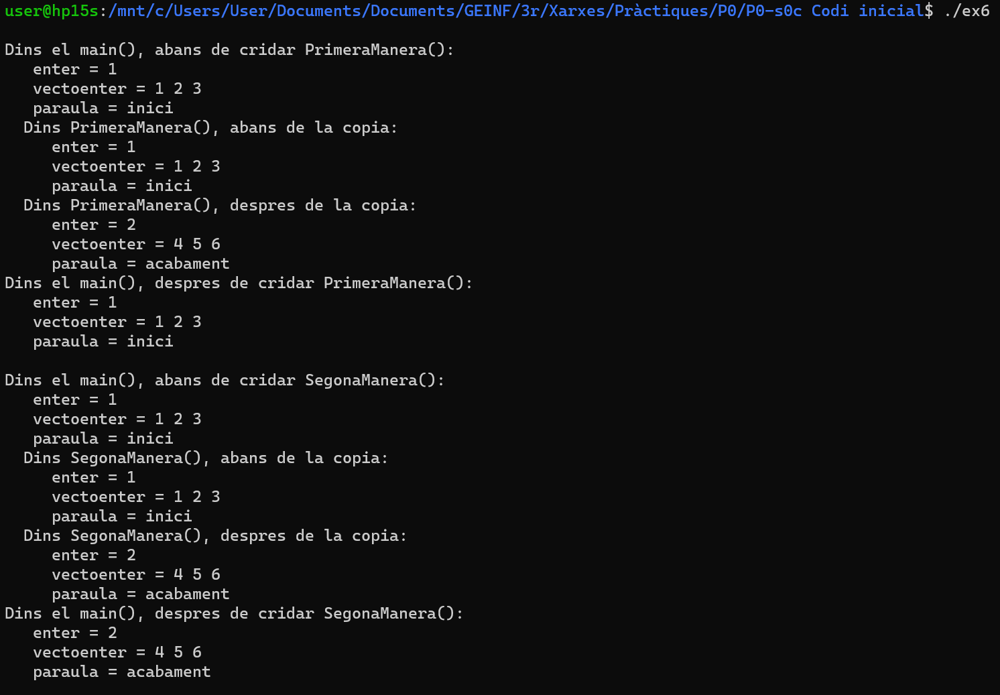 user@hp15s:/mnt/c/Users/User/Documents/Documents/GEINF/3r/Xarxes/Pràctiques/P0/P0-s0c Codi inicial$ ./ex6
Dins el main(), abans de cridar PrimeraManera():
enter = 1
vectoenter = 1 2 3
paraula = inici
Dins PrimeraManera(), abans de la copia:
enter = 1
vectoenter = 1 2 3
paraula = inici
Dins PrimeraManera(), despres de la copia:
enter = 2
vectoenter = 4 5 6
paraula = acabament
Dins el main(), despres de cridar PrimeraManera():
enter = 1
vectoenter = 1 2 3
paraula = inici
Dins el main(), abans de cridar SegonaManera():
enter = 1
vectoenter = 1 2 3
paraula = inici
Dins SegonaManera(), abans de la copia:
enter = 1
vectoenter = 1 2 3
paraula = inici
Dins SegonaManera(), despres de la copia:
enter = 2
vectoenter = 4 5 6
paraula = acabament
Dins el main(), despres de cridar SegonaManera():
enter = 2
vectoenter = 4 5 6
paraula = acabament